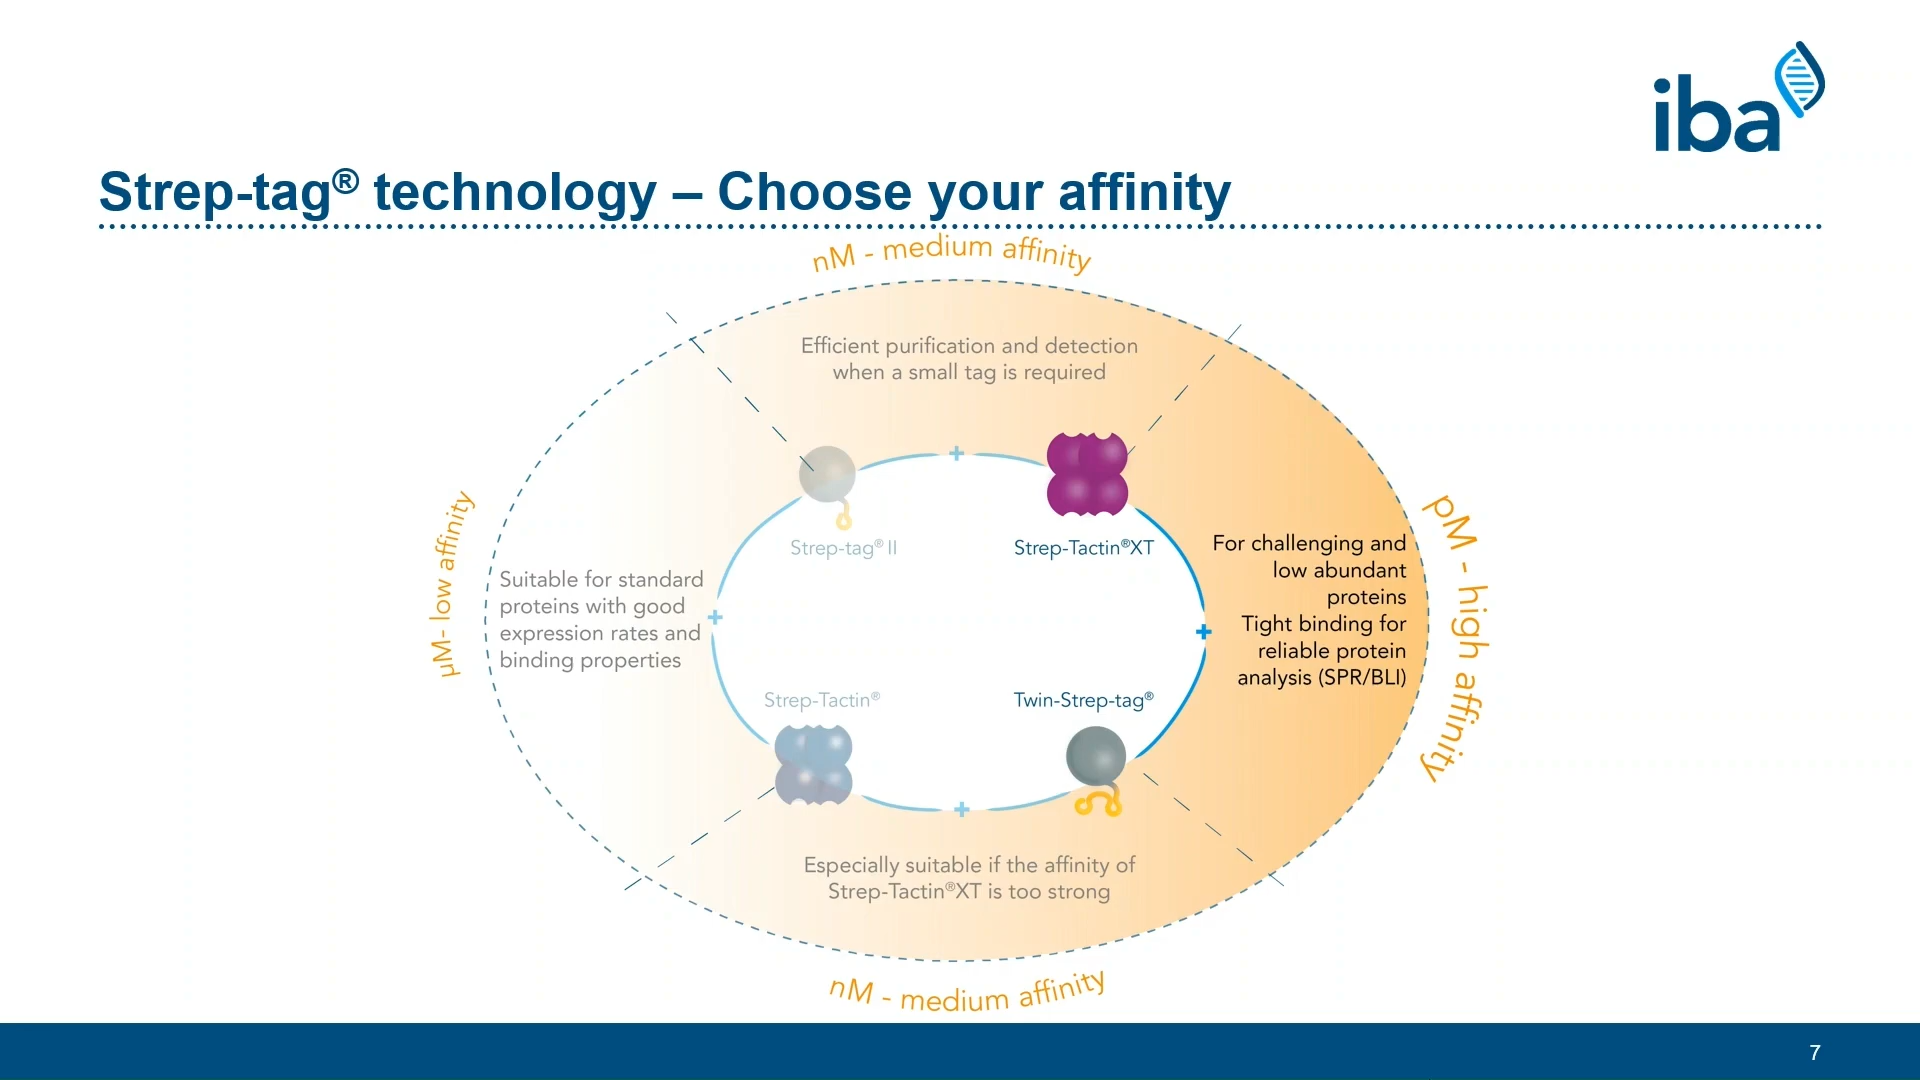 iba
Strep-tag® technology – Choose your affinity
nM - medium affinity
Efficient purification and detection
when a small tag is required
Strep-tag® II
Strep-Tactin®XT
µM- low affinity
Suitable for standard
proteins with good
expression rates and
binding properties
For challenging and
low abundant
proteins
Tight binding for
reliable protein
analysis (SPR/BLI)
pM - high affinity
Strep-Tactin®
Twin-Strep-tag®
Especially suitable if the affinity of
Strep-Tactin®XT is too strong
nM - medium affinity
7